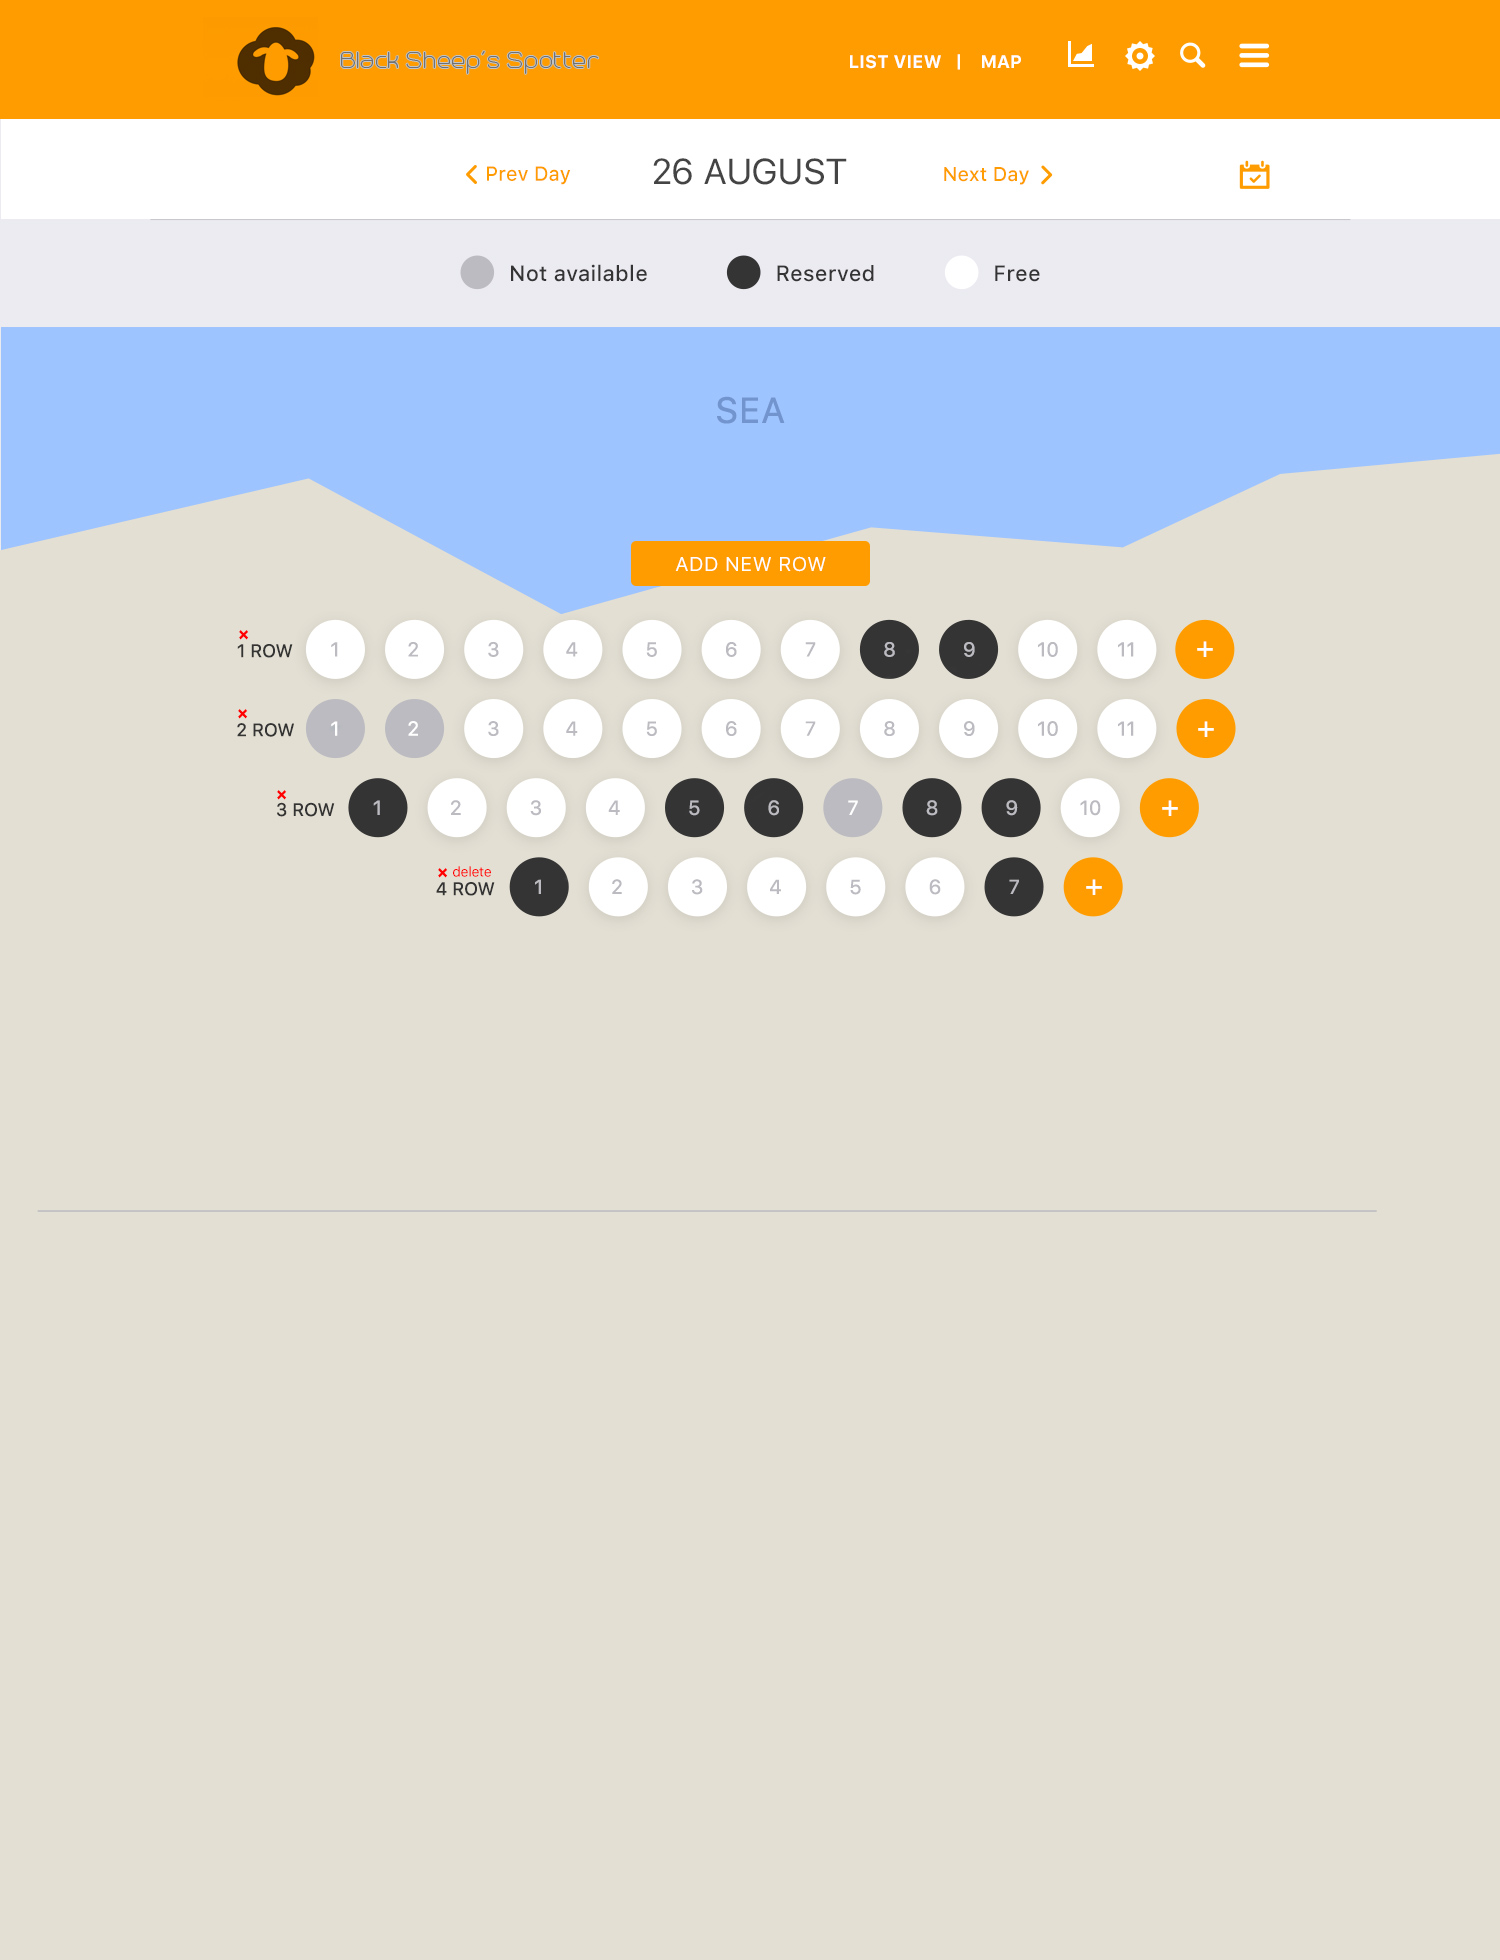 Black Sheep's Spotter
LIST VIEW | MAP
Prev Day
26 AUGUST
Next Day
Not available
Reserved
Free
SEA
ADD NEW ROW
1 ROW 1 2 3 4 5 6 7 8 9 10 11 +
2 ROW 1 2 3 4 5 6 7 8 9 10 11 +
3 ROW 1 2 3 4 5 6 7 8 9 10 +
delete
4 ROW 1 2 3 4 5 6 7 +